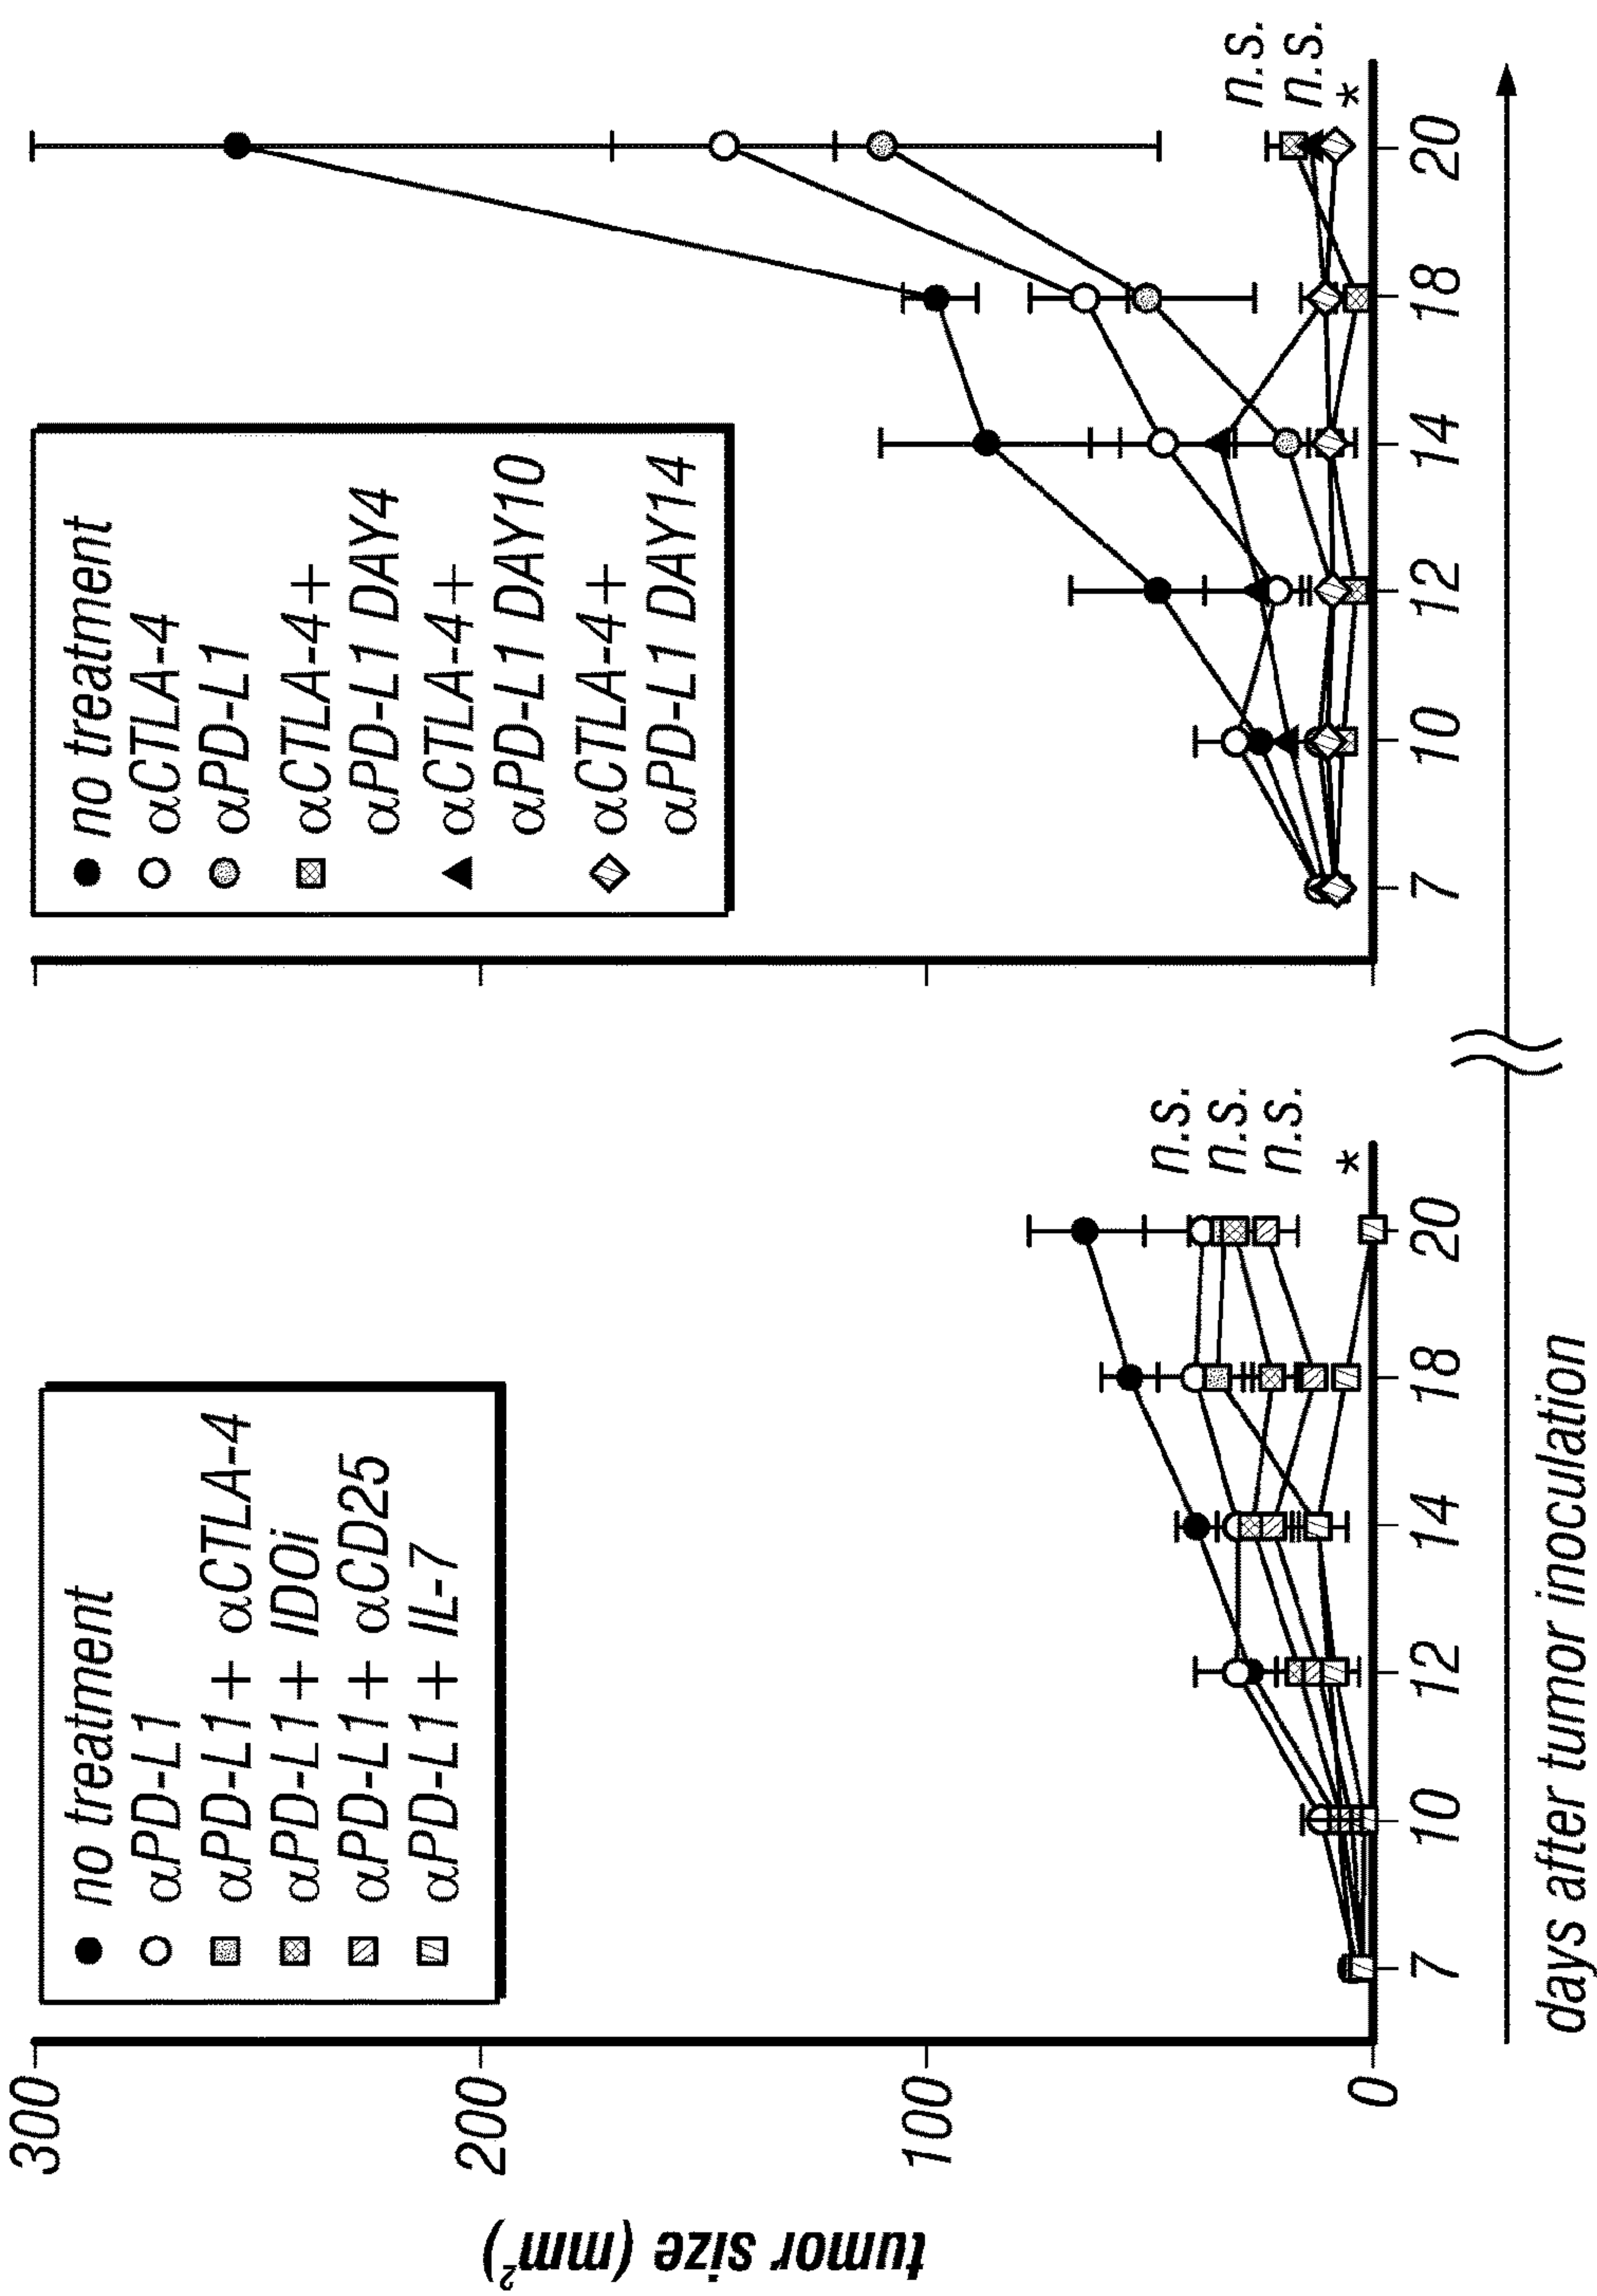 tumor size (mm²)
300
200
100
0
no treatment
αPD-L1
αPD-L1 + αCTLA-4
αPD-L1 + IDOi
αPD-L1 + αCD25
αPD-L1 + IL-7
n.s.
n.s.
n.s.
*
7 10 12 14 18 20
no treatment
αCTLA-4
αPD-L1
αCTLA-4+
αPD-L1 DAY4
αCTLA-4+
αPD-L1 DAY10
αCTLA-4+
αPD-L1 DAY14
n.s.
n.s.
*
7 10 12 14 18 20
days after tumor inoculation